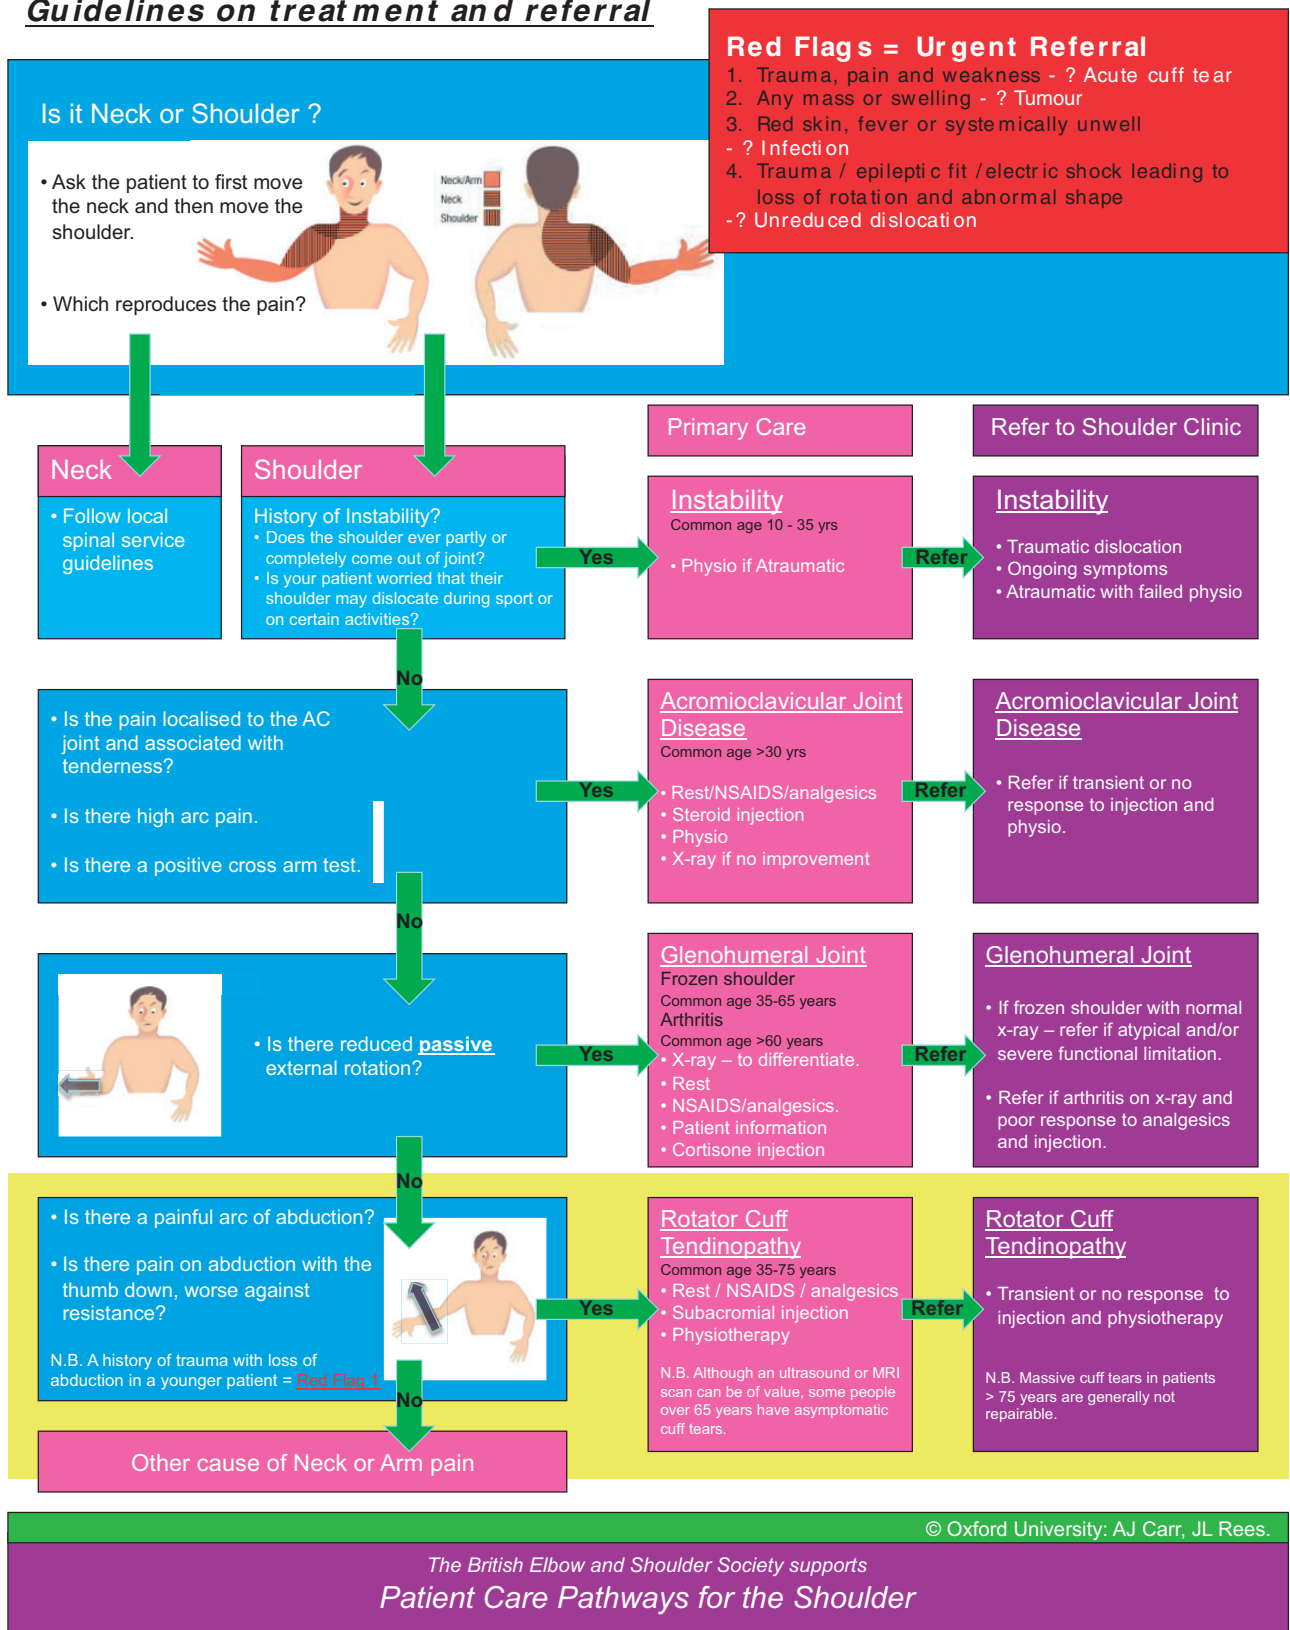 Guidelines on treatment and referral
Red Flags = Urgent Referral
1. Trauma, pain and weakness - ? Acute cuff tear
2. Any mass or swelling - ? Tumour
3. Red skin, fever or systemically unwell
- ? Infection
4. Trauma / epileptic fit /electric shock leading to
loss of rotation and abnormal shape
-? Unreduced dislocation
Is it Neck or Shoulder ?
• Ask the patient to first move
the neck and then move the
shoulder.
• Which reproduces the pain?
Neck/Arm
Neck
Shoulder
Neck
• Follow local
spinal service
guidelines
Shoulder
History of Instability?
• Does the shoulder ever partly or
completely come out of joint?
• Is your patient worried that their
shoulder may dislocate during sport or
on certain activities?
Yes
Primary Care
Instability
Common age 10 - 35 yrs
• Physio if Atraumatic
Refer
Refer to Shoulder Clinic
Instability
• Traumatic dislocation
• Ongoing symptoms
• Atraumatic with failed physio
No
• Is the pain localised to the AC
joint and associated with
tenderness?
• Is there high arc pain.
• Is there a positive cross arm test.
Yes
Acromioclavicular Joint
Disease
Common age >30 yrs
• Rest/NSAIDS/analgesics
• Steroid injection
• Physio
• X-ray if no improvement
Refer
Acromioclavicular Joint
Disease
• Refer if transient or no
response to injection and
physio.
No
• Is there reduced passive
external rotation?
Yes
Glenohumeral Joint
Frozen shoulder
Common age 35-65 years
Arthritis
Common age >60 years
• X-ray – to differentiate.
• Rest
• NSAIDS/analgesics.
• Patient information
• Cortisone injection
Refer
Glenohumeral Joint
• If frozen shoulder with normal
x-ray – refer if atypical and/or
severe functional limitation.
• Refer if arthritis on x-ray and
poor response to analgesics
and injection.
No
• Is there a painful arc of abduction?
• Is there pain on abduction with the
thumb down, worse against
resistance?
N.B. A history of trauma with loss of
abduction in a younger patient = Red Flag 1
Yes
Rotator Cuff
Tendinopathy
Common age 35-75 years
• Rest / NSAIDS / analgesics
• Subacromial injection
• Physiotherapy
N.B. Although an ultrasound or MRI
scan can be of value, some people
over 65 years have asymptomatic
cuff tears.
Refer
Rotator Cuff
Tendinopathy
• Transient or no response to
injection and physiotherapy
N.B. Massive cuff tears in patients
> 75 years are generally not
repairable.
No
Other cause of Neck or Arm pain
© Oxford University: AJ Carr, JL Rees.
The British Elbow and Shoulder Society supports
Patient Care Pathways for the Shoulder